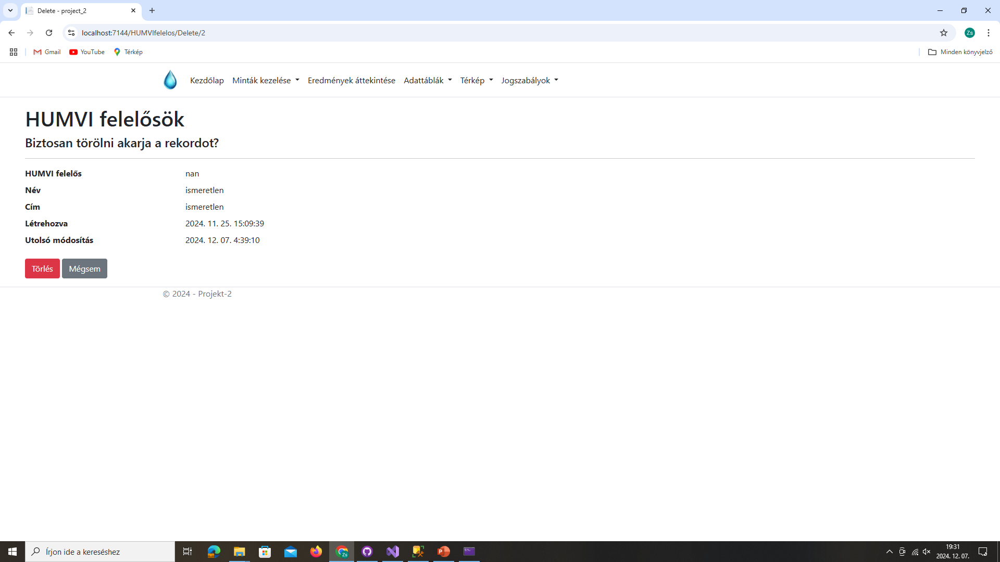 Delete - project_2
localhost:7144/HUMVIfelelos/Delete/2
Zs
Gmail YouTube Térkép Minden könyvjelző
Kezdőlap Minták kezelése Eredmények áttekintése Adattáblák Térkép Jogszabályok
HUMVI felelősök
Biztosan törölni akarja a rekordot?
HUMVI felelős nan
Név ismeretlen
Cím ismeretlen
Létrehozva 2024. 11. 25. 15:09:39
Utolsó módosítás 2024. 12. 07. 4:39:10
Törlés Mégsem
© 2024 - Projekt-2
Írjon ide a kereséshez
19:31
2024. 12. 07.